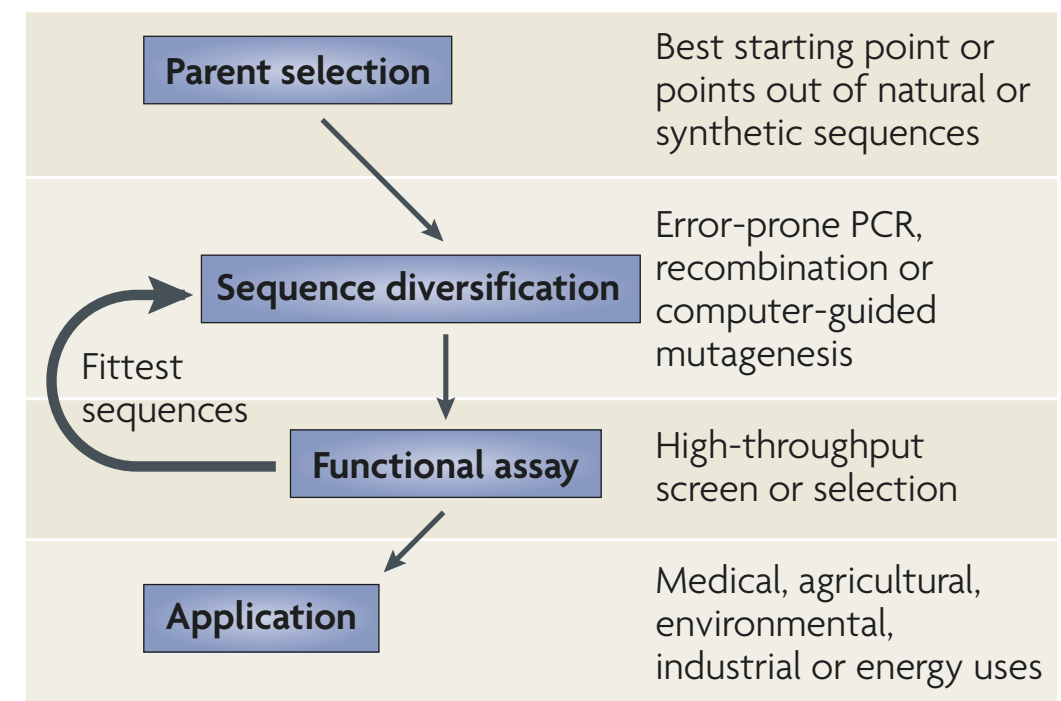 Parent selection
Best starting point or
points out of natural or
synthetic sequences
Sequence diversification
Error-prone PCR,
recombination or
computer-guided
mutagenesis
Fittest
sequences
Functional assay
High-throughput
screen or selection
Application
Medical, agricultural,
environmental,
industrial or energy uses